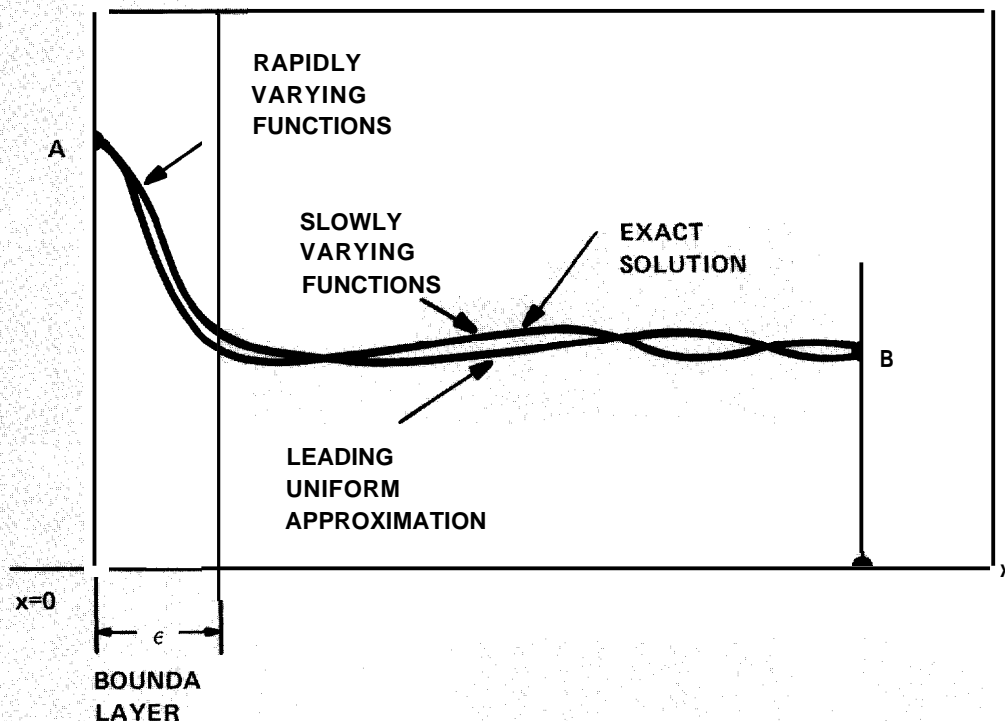 RAPIDLY
VARYING
FUNCTIONS
A
SLOWLY
VARYING
FUNCTIONS
EXACT
SOLUTION
B
LEADING
UNIFORM
APPROXIMATION
x=0
ϵ
BOUNDA
LAYER